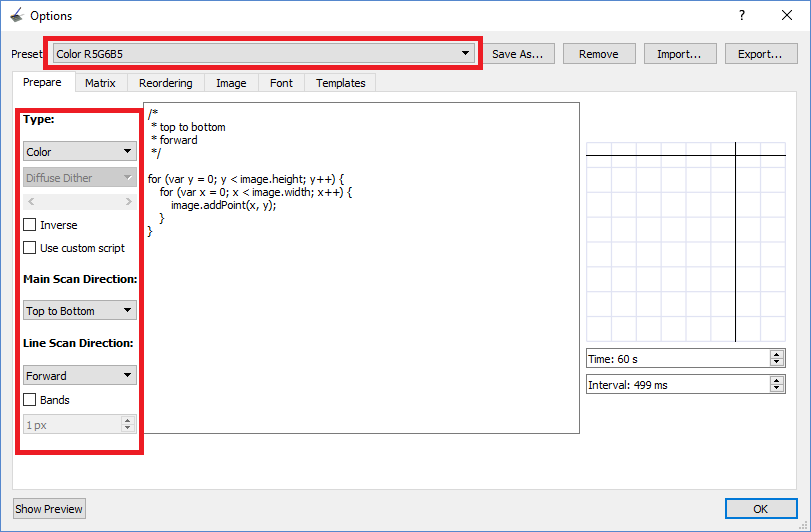 Options
?
Preset: Color R5G6B5 Save As... Remove Import... Export...
Prepare Matrix Reordering Image Font Templates
Type:
Color
Diffuse Dither
Inverse
Use custom script
Main Scan Direction:
Top to Bottom
Line Scan Direction:
Forward
Bands
1 px
/*
* top to bottom
* forward
*/
for (var y = 0; y < image.height; y++) {
for (var x = 0; x < image.width; x++) {
image.addPoint(x, y);
}
}
Time: 60 s
Interval: 499 ms
Show Preview
OK